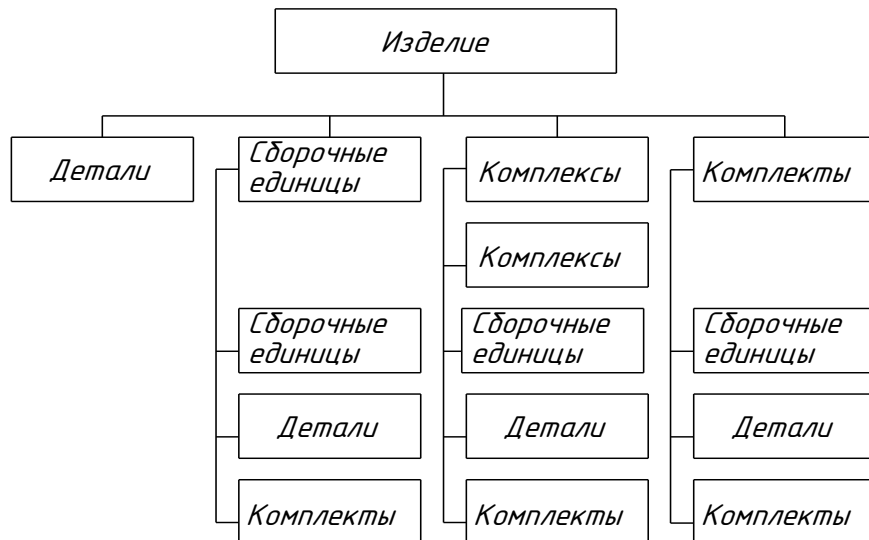 Изделие
Детали
Сборочные
единицы
Комплексы
Комплекты
Комплексы
Сборочные
единицы
Сборочные
единицы
Сборочные
единицы
Детали
Детали
Детали
Комплекты
Комплекты
Комплекты